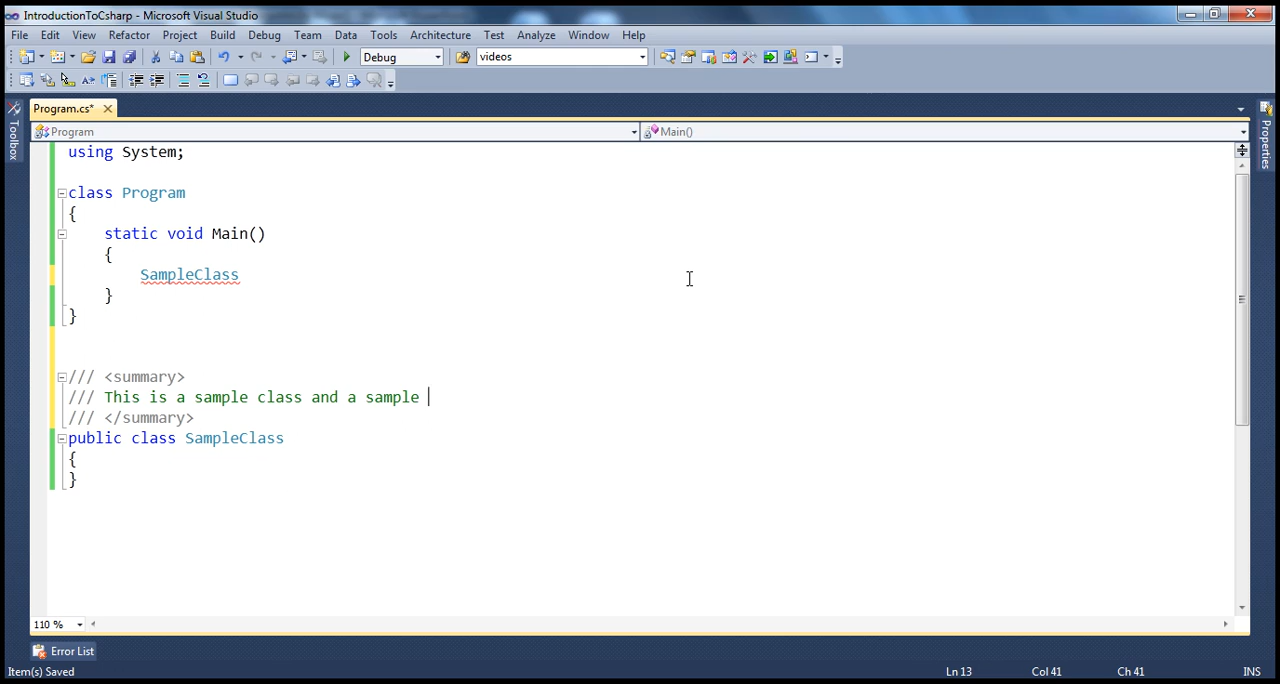 IntroductionToCsharp - Microsoft Visual Studio
File Edit View Refactor Project Build Debug Team Data Tools Architecture Test Analyze Window Help
Debug videos
Program.cs*
Program Main()
Toolbox
Properties
using System;
class Program
{
static void Main()
{
SampleClass
}
}
/// <summary>
/// This is a sample class and a sample
/// </summary>
public class SampleClass
{
}
110 %
Error List
Item(s) Saved Ln 13 Col 41 Ch 41 INS